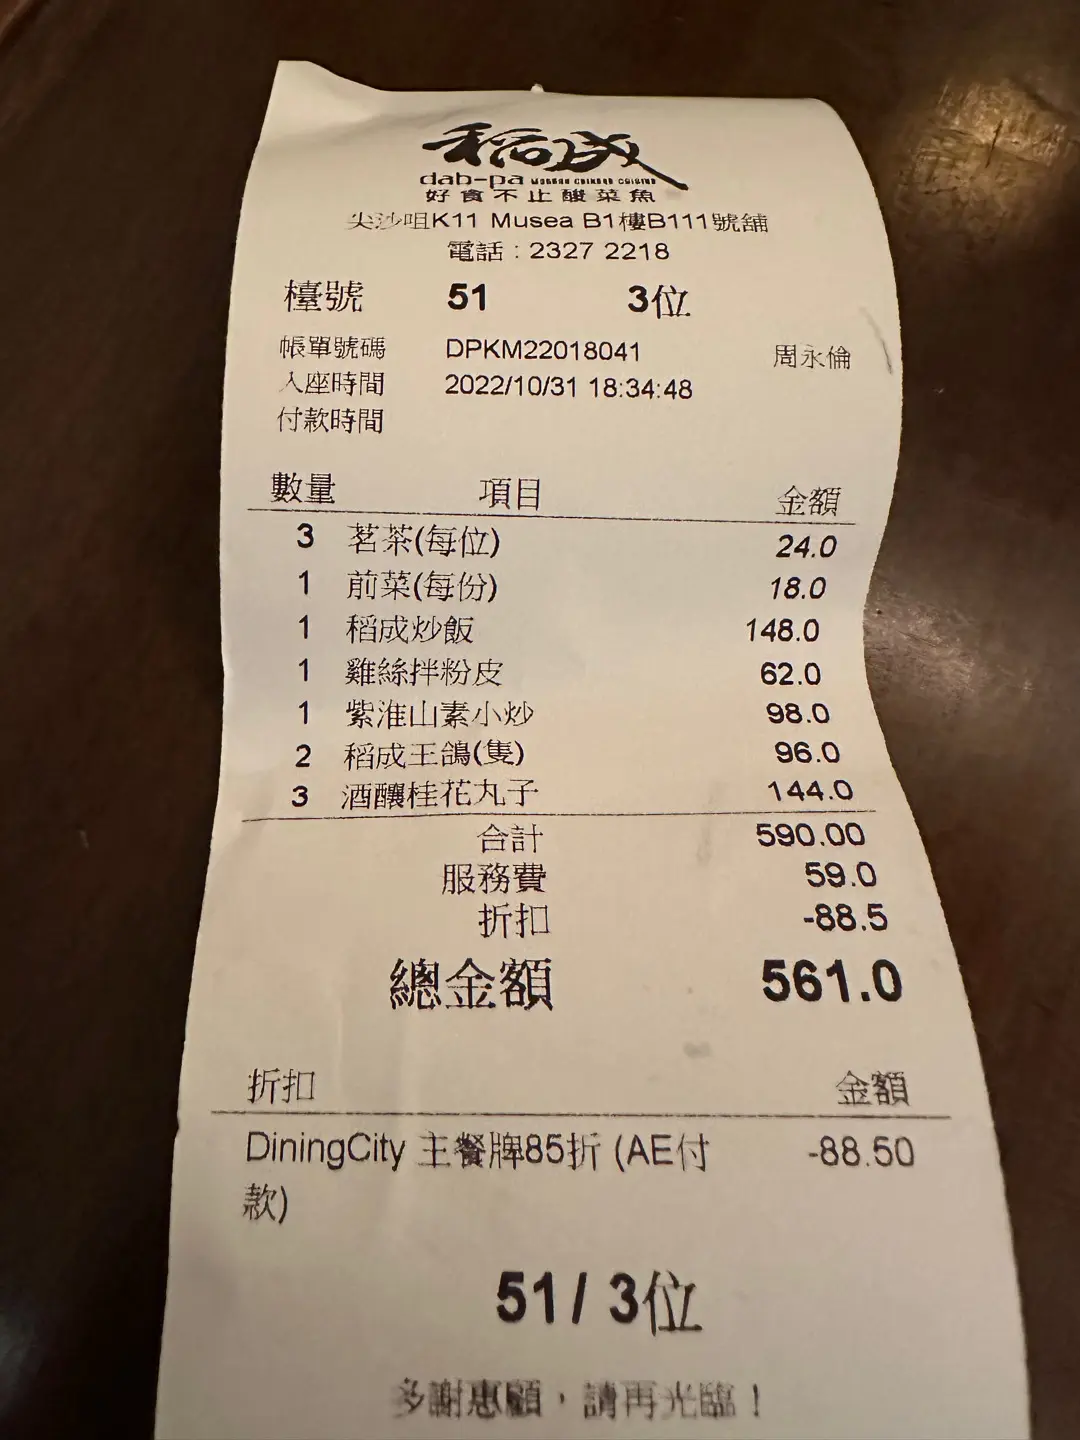 稻成
dab-pa MODERN CHINESE CUISINE
好食不止酸菜魚
尖沙咀K11 Musea B1樓B111號舖
電話：2327 2218
檯號 51 3位
帳單號碼 DPKM22018041 周永倫
入座時間 2022/10/31 18:34:48
付款時間
數量 項目 金額
3 茗茶(每位) 24.0
1 前菜(每份) 18.0
1 稻成炒飯 148.0
1 雞絲拌粉皮 62.0
1 紫淮山素小炒 98.0
2 稻成王鴿(隻) 96.0
3 酒釀桂花丸子 144.0
合計 590.00
服務費 59.0
折扣 -88.5
總金額 561.0
折扣 金額
DiningCity 主餐牌85折 (AE付 -88.50
款)
51 / 3位
多謝惠顧，請再光臨！